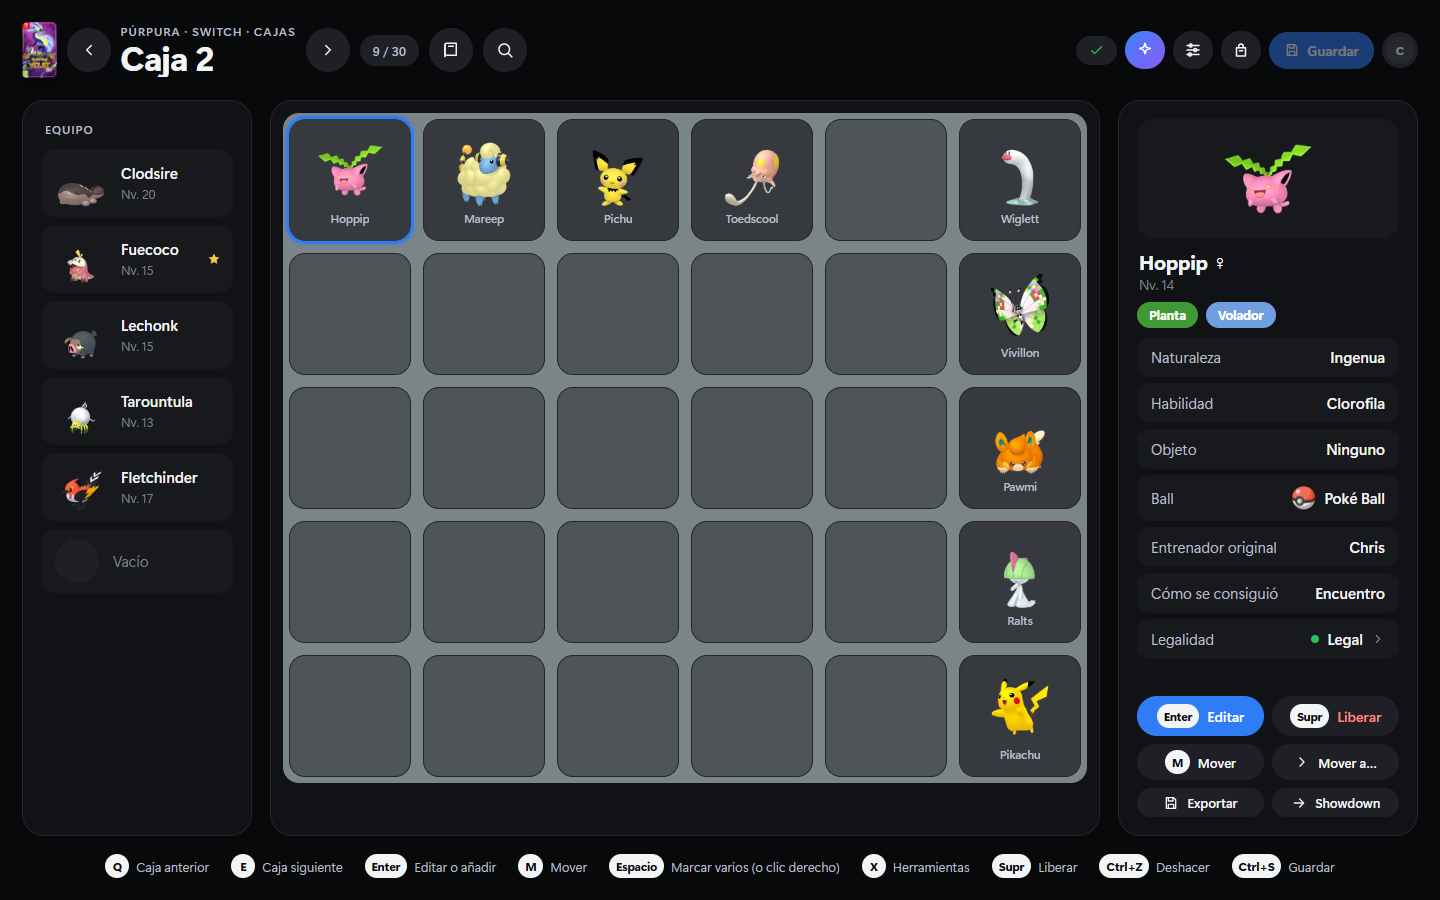 PÚRPURA · SWITCH · CAJAS
Caja 2
9 / 30
Guardar
C
EQUIPO
Clodsire
Nv. 20
Fuecoco
Nv. 15
Lechonk
Nv. 15
Tarountula
Nv. 13
Fletchinder
Nv. 17
Vacío
Hoppip
Mareep
Pichu
Toedscool
Wiglett
Vivillon
Pawmi
Ralts
Pikachu
Hoppip ♀
Nv. 14
Planta Volador
Naturaleza Ingenua
Habilidad Clorofila
Objeto Ninguno
Ball Poké Ball
Entrenador original Chris
Cómo se consiguió Encuentro
Legalidad Legal
Enter Editar Supr Liberar
M Mover Mover a...
Exportar Showdown
Q Caja anterior E Caja siguiente Enter Editar o añadir M Mover Espacio Marcar varios (o clic derecho) X Herramientas Supr Liberar Ctrl+Z Deshacer Ctrl+S Guardar